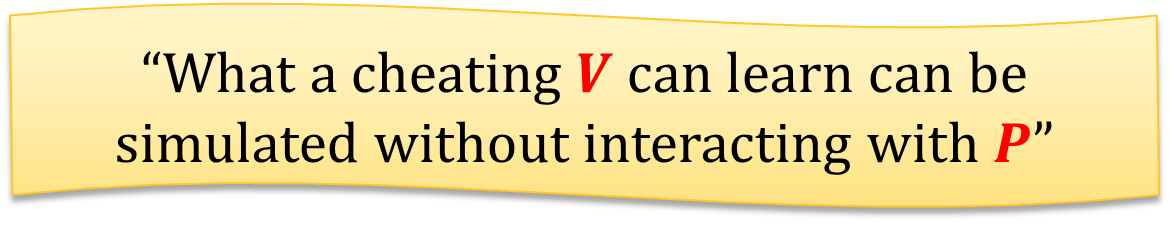 “What a cheating V can learn can be
simulated without interacting with P”